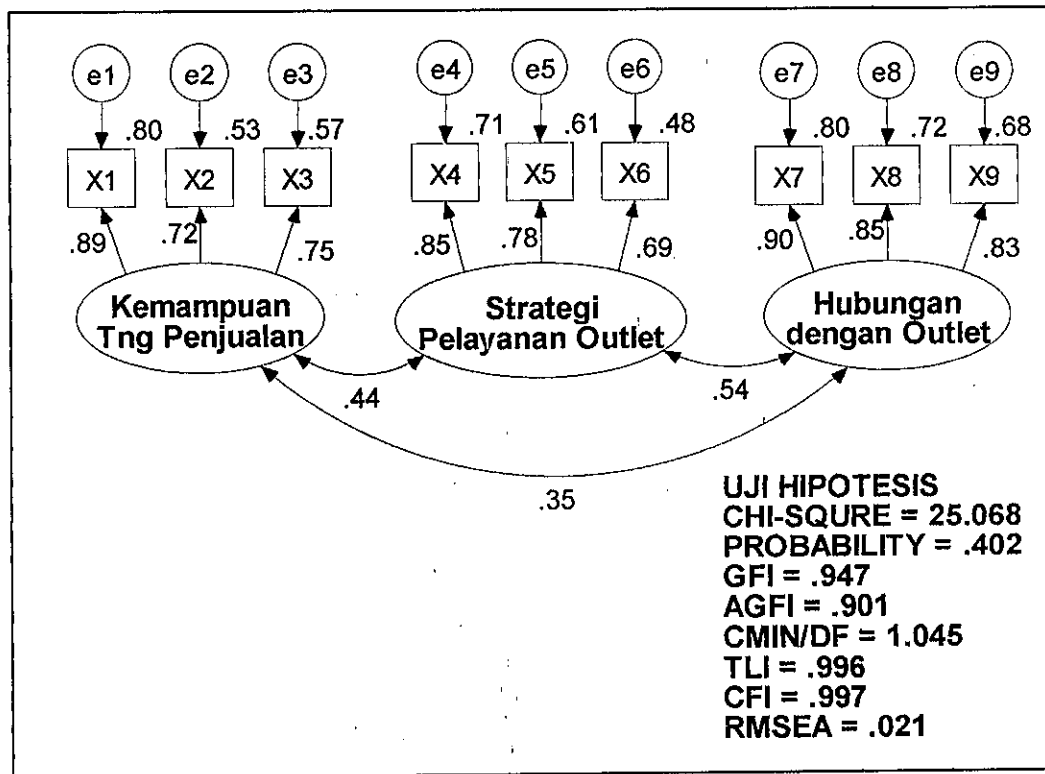 e1 e2 e3 e4 e5 e6 e7 e8 e9
.80 .53 .57 .71 .61 .48 .80 .72 .68
X1 X2 X3 X4 X5 X6 X7 X8 X9
.89 .72 .75 .85 .78 .69 .90 .85 .83
Kemampuan
Tng Penjualan
Strategi
Pelayanan Outlet
Hubungan
dengan Outlet
.44
.54
.35
UJI HIPOTESIS
CHI-SQURE = 25.068
PROBABILITY = .402
GFI = .947
AGFI = .901
CMIN/DF = 1.045
TLI = .996
CFI = .997
RMSEA = .021